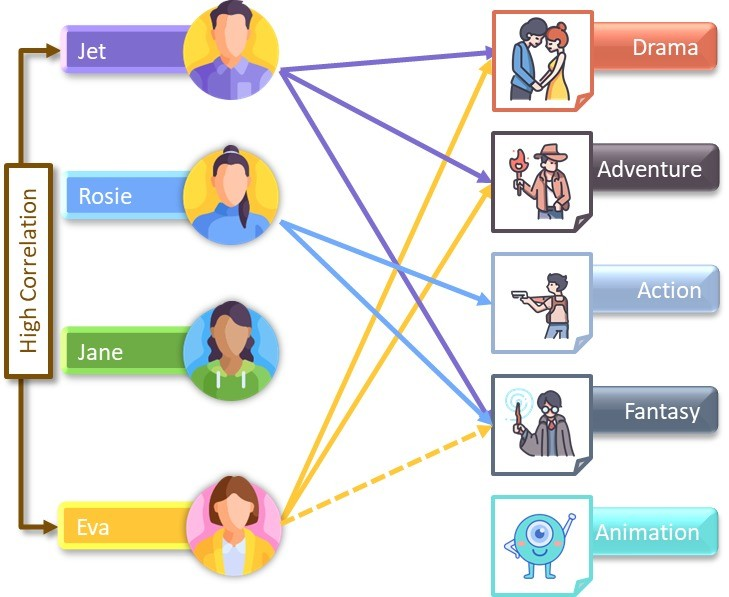 Jet
Drama
Rosie
Adventure
High Correlation
Action
Jane
Fantasy
Eva
Animation